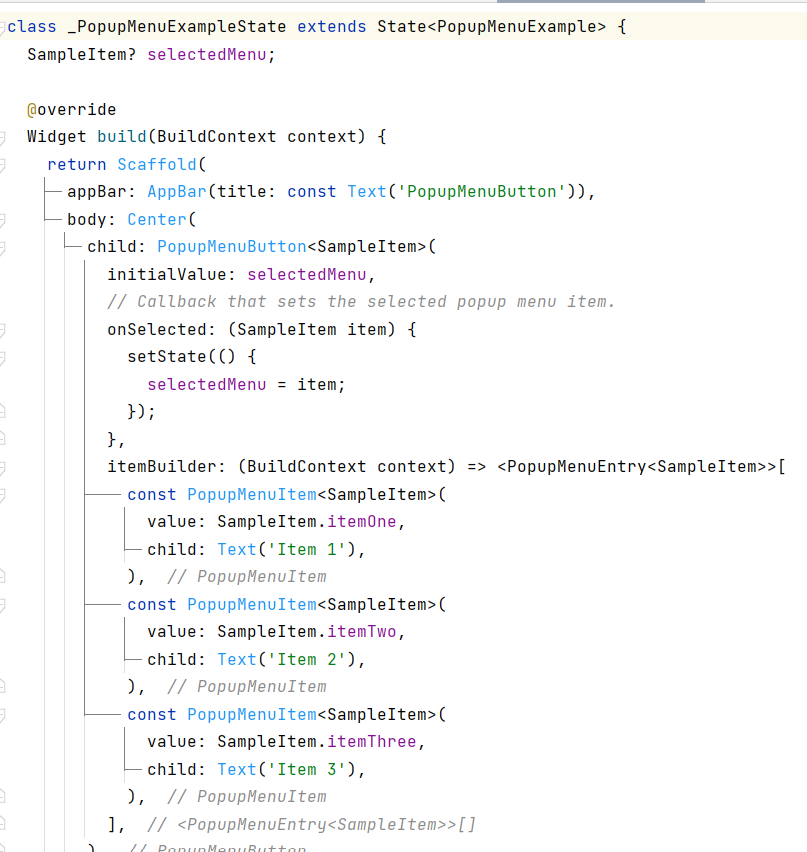 class _PopupMenuExampleState extends State<PopupMenuExample> {
  SampleItem? selectedMenu;

  @override
  Widget build(BuildContext context) {
    return Scaffold(
      appBar: AppBar(title: const Text('PopupMenuButton')),
      body: Center(
        child: PopupMenuButton<SampleItem>(
          initialValue: selectedMenu,
          // Callback that sets the selected popup menu item.
          onSelected: (SampleItem item) {
            setState(() {
              selectedMenu = item;
            });
          },
          itemBuilder: (BuildContext context) => <PopupMenuEntry<SampleItem>>[
            const PopupMenuItem<SampleItem>(
              value: SampleItem.itemOne,
              child: Text('Item 1'),
            ),  // PopupMenuItem
            const PopupMenuItem<SampleItem>(
              value: SampleItem.itemTwo,
              child: Text('Item 2'),
            ),  // PopupMenuItem
            const PopupMenuItem<SampleItem>(
              value: SampleItem.itemThree,
              child: Text('Item 3'),
            ),  // PopupMenuItem
          ],  // <PopupMenuEntry<SampleItem>>[]
        ),  // PopupMenuButton